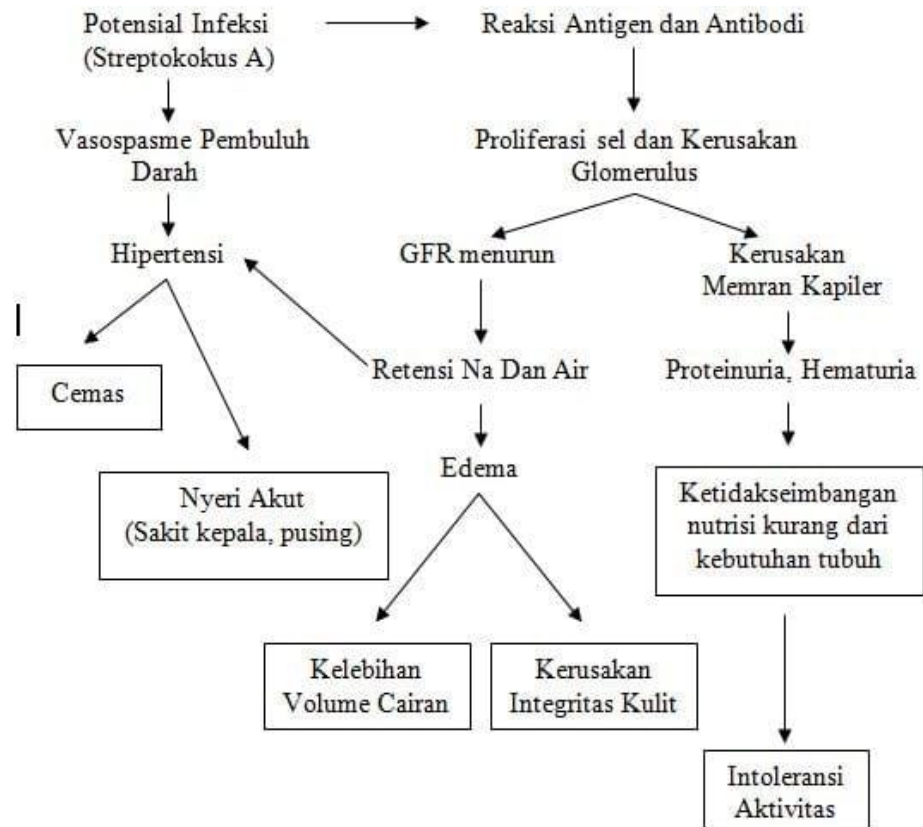 Potensial Infeksi
(Streptokokus A)
Reaksi Antigen dan Antibodi
Vasospasme Pembuluh
Darah
Proliferasi sel dan Kerusakan
Glomerulus
Hipertensi
GFR menurun
Kerusakan
Memran Kapiler
Cemas
Retensi Na Dan Air
Proteinuria, Hematuria
Nyeri Akut
(Sakit kepala, pusing)
Edema
Ketidakseimbangan
nutrisi kurang dari
kebutuhan tubuh
Kelebihan
Volume Cairan
Kerusakan
Integritas Kulit
Intoleransi
Aktivitas